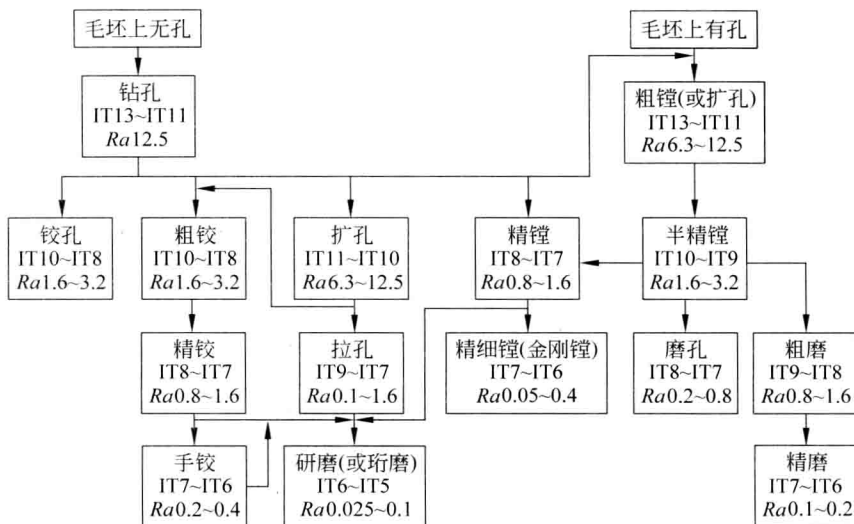 毛坯上无孔
毛坯上有孔
钻孔
IT13~IT11
Ra12.5
粗镗(或扩孔)
IT13~IT11
Ra6.3~12.5
铰孔
IT10~IT8
Ra1.6~3.2
粗铰
IT10~IT8
Ra1.6~3.2
扩孔
IT11~IT10
Ra6.3~12.5
精镗
IT8~IT7
Ra0.8~1.6
半精镗
IT10~IT9
Ra1.6~3.2
精铰
IT8~IT7
Ra0.8~1.6
拉孔
IT9~IT7
Ra0.1~1.6
精细镗(金刚镗)
IT7~IT6
Ra0.05~0.4
磨孔
IT8~IT7
Ra0.2~0.8
粗磨
IT9~IT8
Ra0.8~1.6
手铰
IT7~IT6
Ra0.2~0.4
研磨(或珩磨)
IT6~IT5
Ra0.025~0.1
精磨
IT7~IT6
Ra0.1~0.2